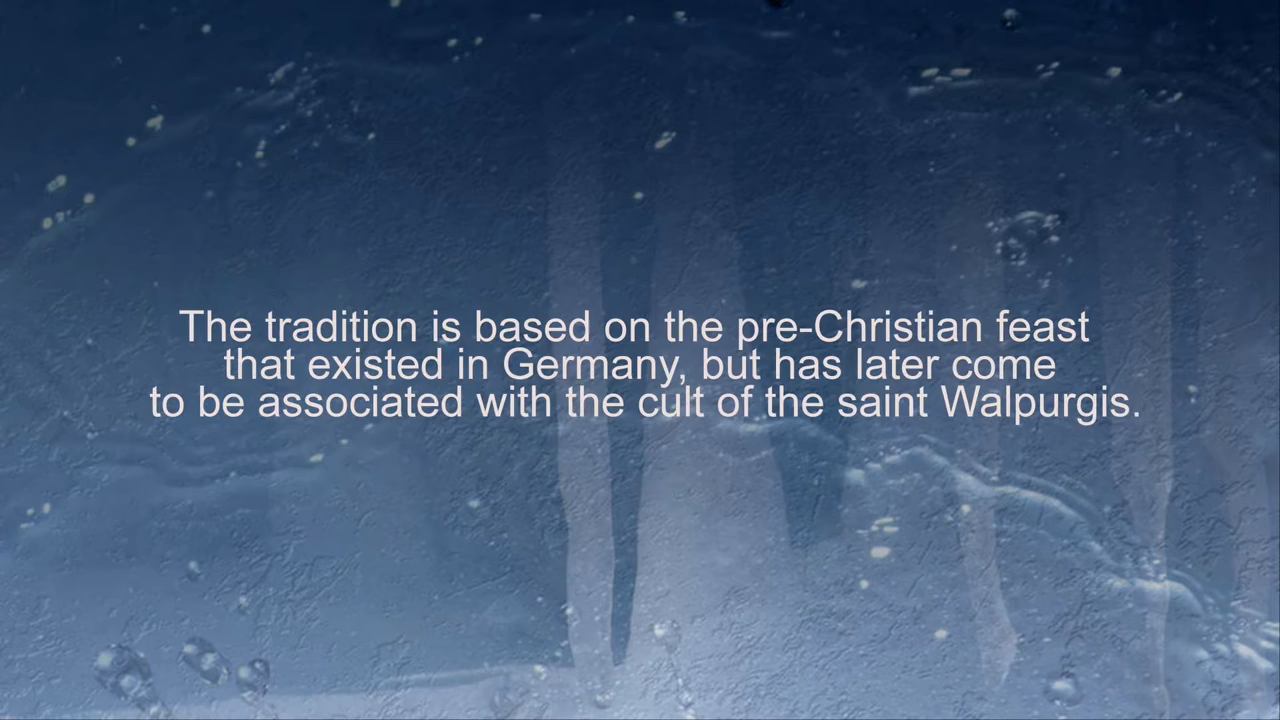 The tradition is based on the pre-Christian feast
that existed in Germany, but has later come
to be associated with the cult of the saint Walpurgis.